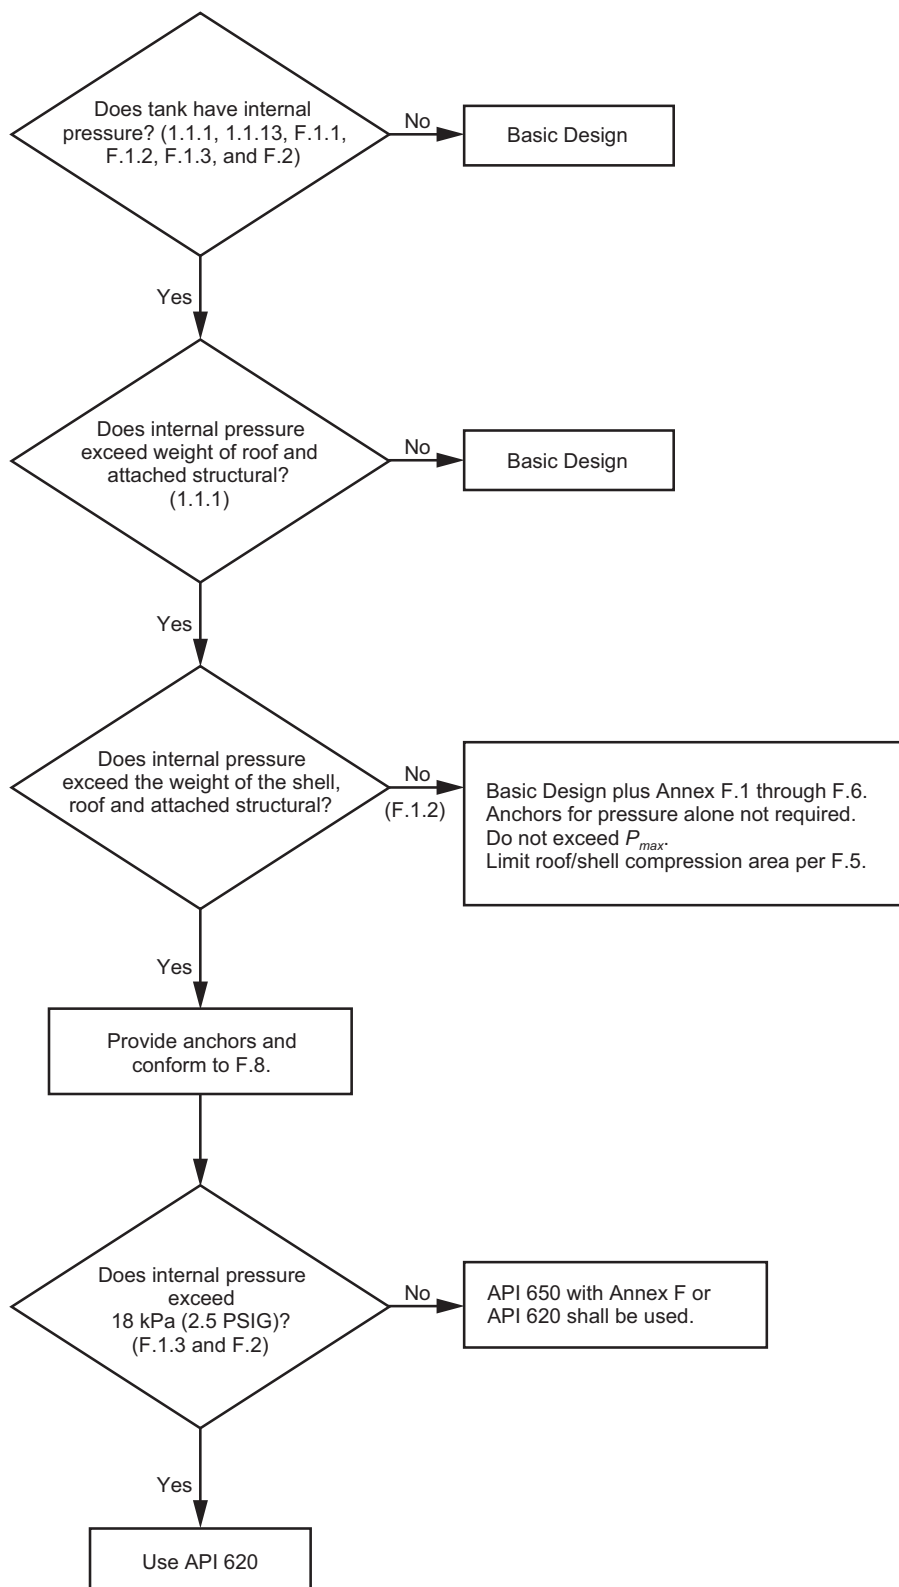 Does tank have internal
pressure? (1.1.1, 1.1.13, F.1.1,
F.1.2, F.1.3, and F.2)
No
Basic Design
Yes
Does internal pressure
exceed weight of roof and
attached structural?
(1.1.1)
No
Basic Design
Yes
Does internal pressure
exceed the weight of the shell,
roof and attached structural?
No
(F.1.2)
Basic Design plus Annex F.1 through F.6.
Anchors for pressure alone not required.
Do not exceed Pmax.
Limit roof/shell compression area per F.5.
Yes
Provide anchors and
conform to F.8.
Does internal pressure
exceed
18 kPa (2.5 PSIG)?
(F.1.3 and F.2)
No
API 650 with Annex F or
API 620 shall be used.
Yes
Use API 620